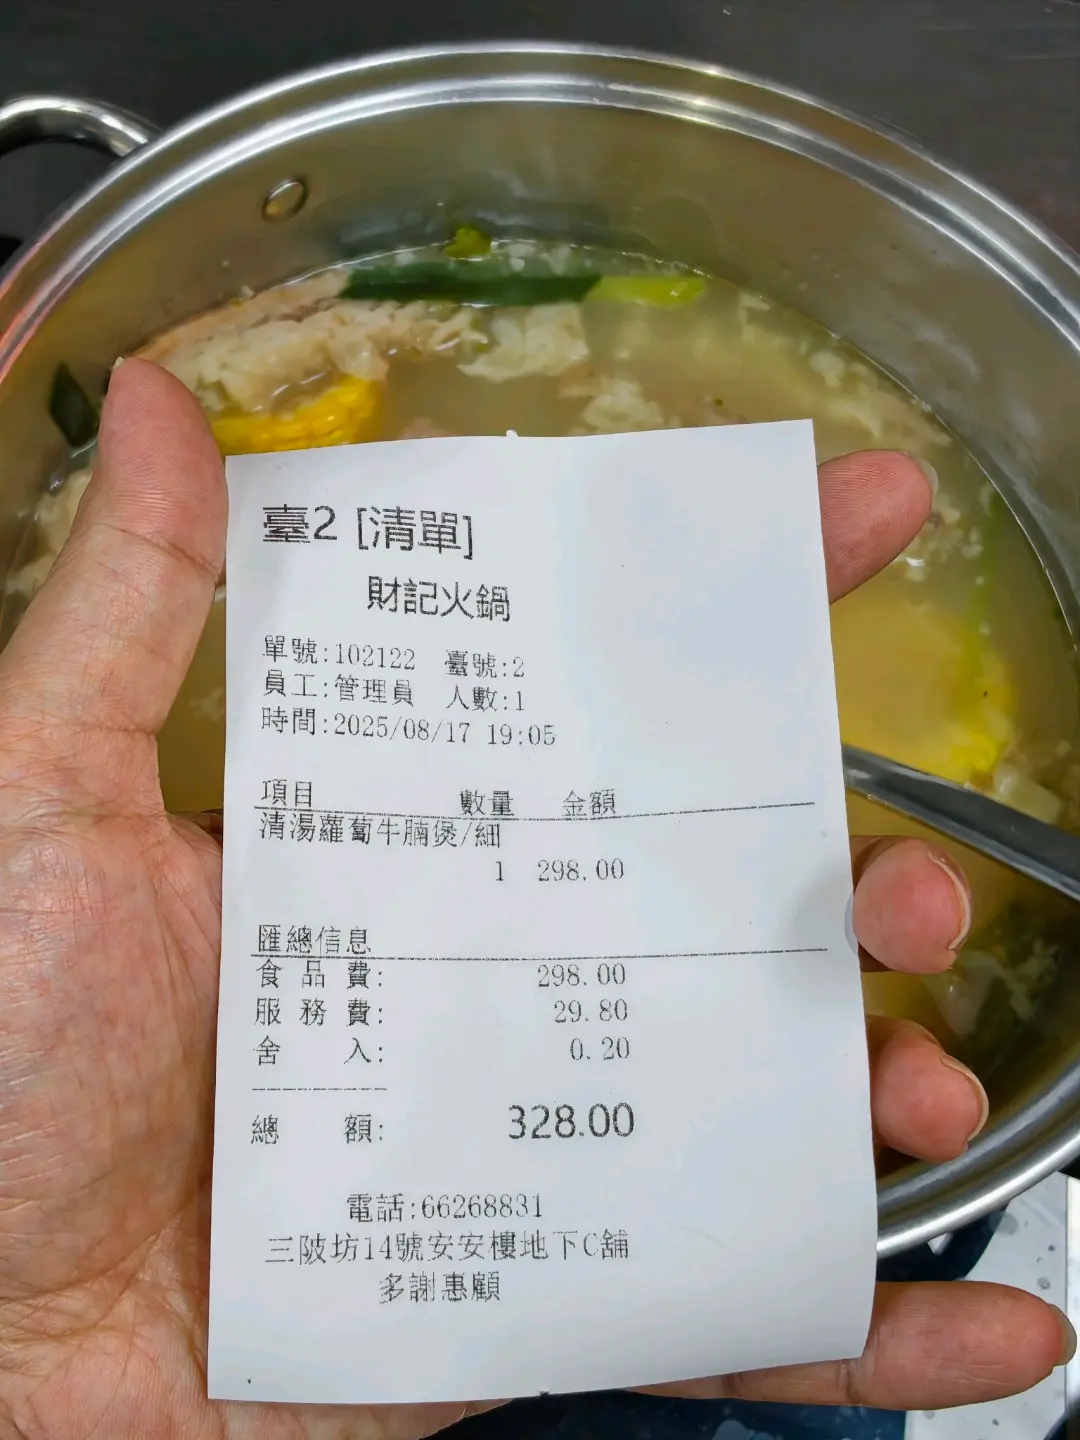 臺2 [清單]
財記火鍋
單號:102122 臺號:2
員工:管理員 人數:1
時間:2025/08/17 19:05
項目 數量 金額
清湯蘿蔔牛腩煲/細
1 298.00
匯總信息
食品費: 298.00
服務費: 29.80
舍入: 0.20
總額: 328.00
電話:66268831
三陂坊14號安安樓地下C舖
多謝惠顧